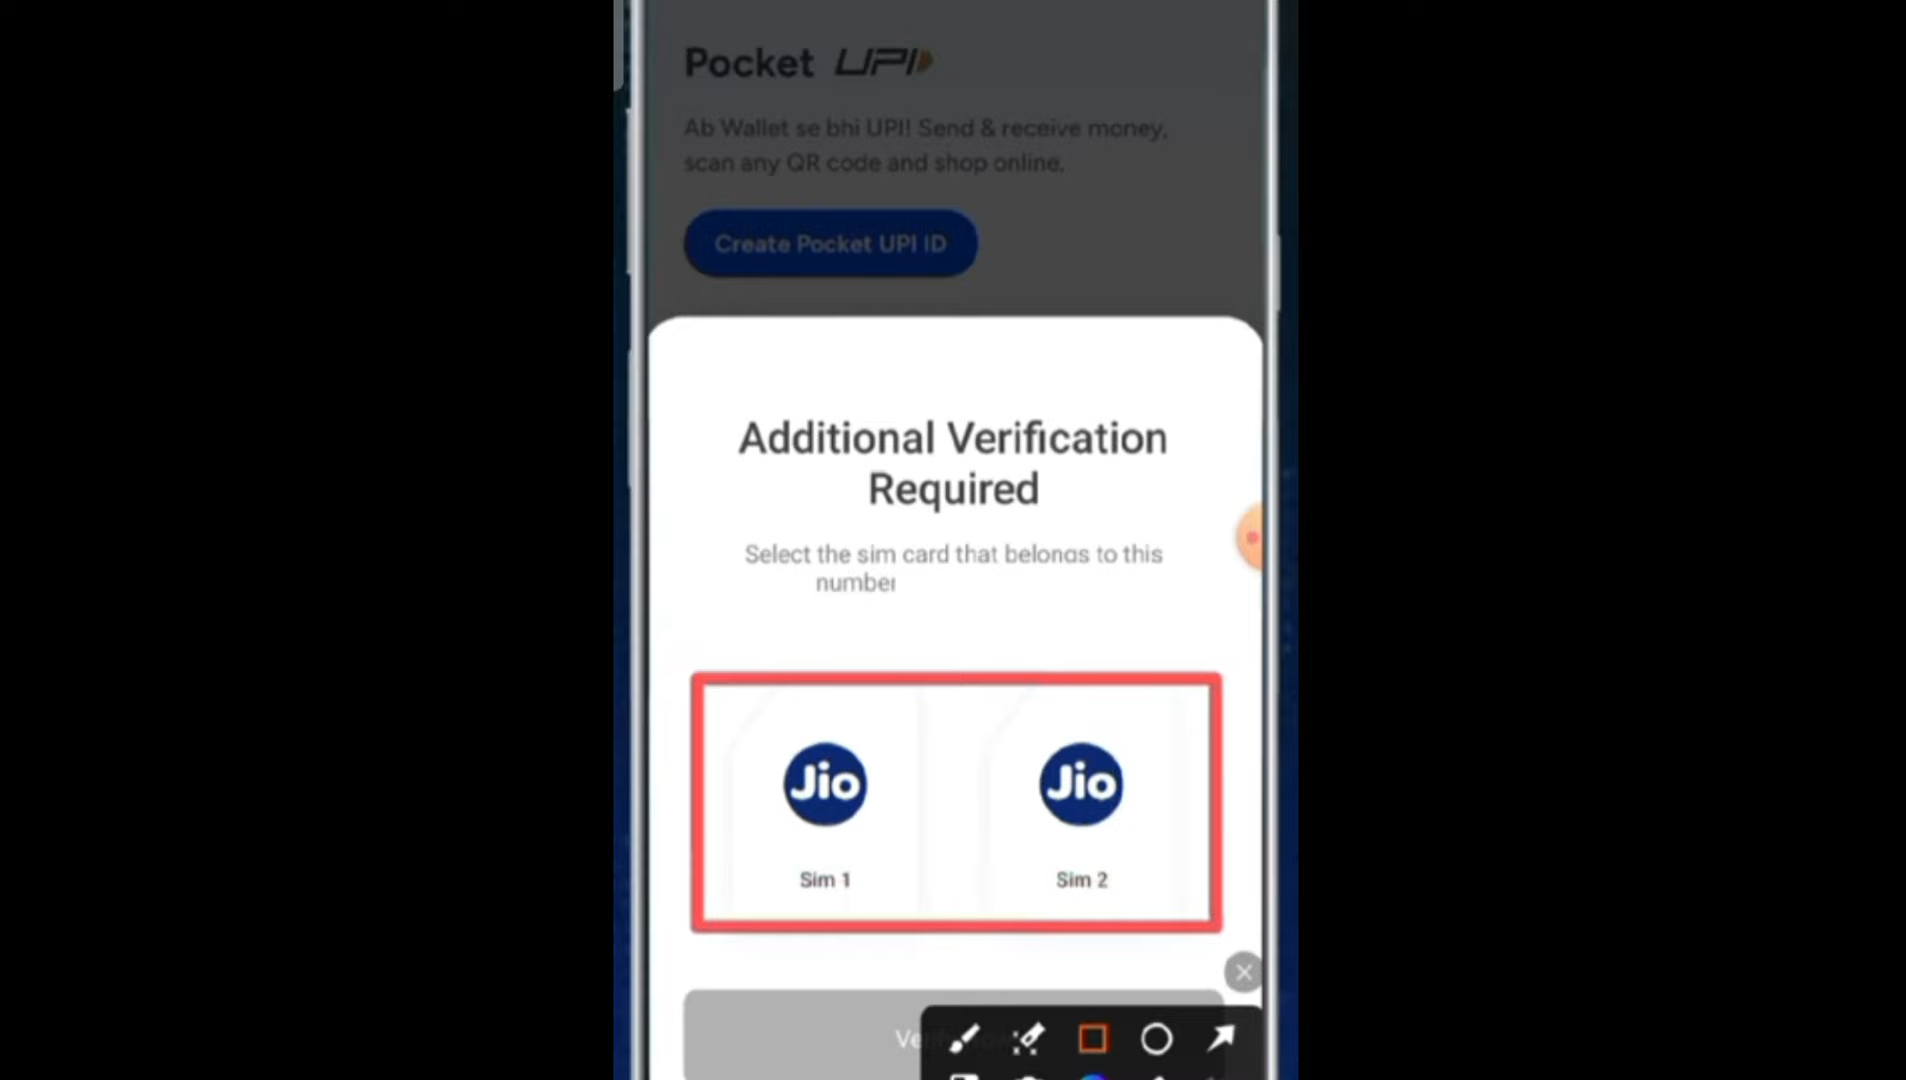 Pocket UPI
Ab Wallet se bhi UPI! Send & receive money,
scan any QR code and shop online.
Create Pocket UPI ID
Additional Verification
Required
Select the sim card that belongs to this
number
Jio
Jio
Sim 1
Sim 2